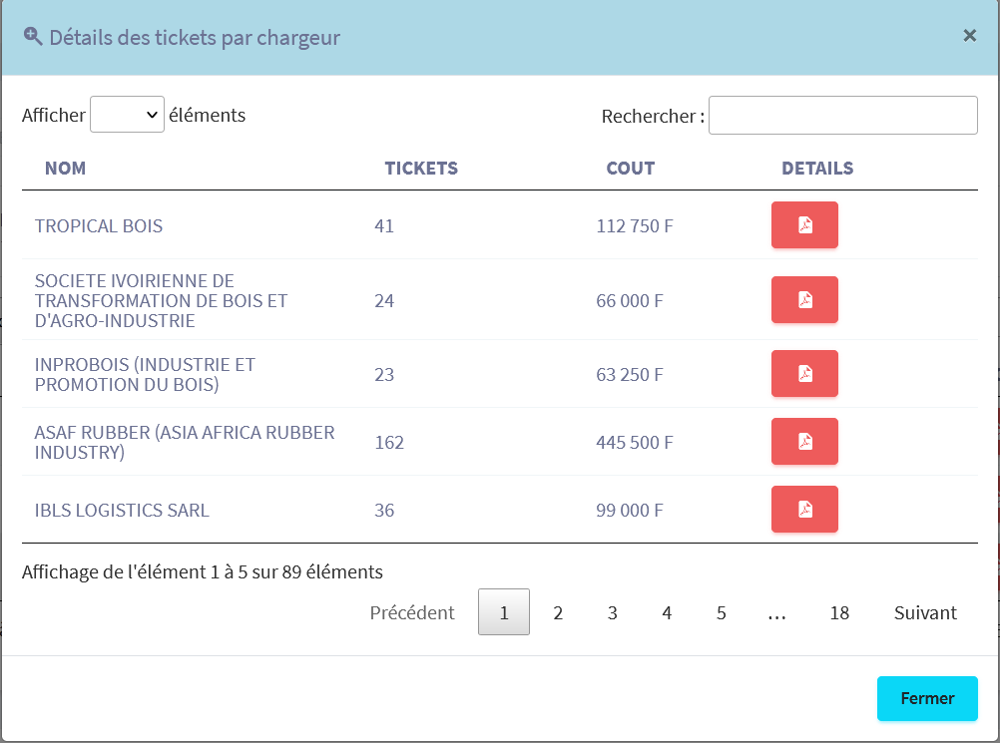 Détails des tickets par chargeur
×
Afficher éléments
Rechercher :
NOM TICKETS COUT DETAILS
TROPICAL BOIS 41 112 750 F
SOCIETE IVOIRIENNE DE
TRANSFORMATION DE BOIS ET
D'AGRO-INDUSTRIE
24 66 000 F
INPROBOIS (INDUSTRIE ET
PROMOTION DU BOIS)
23 63 250 F
ASAF RUBBER (ASIA AFRICA RUBBER
INDUSTRY)
162 445 500 F
IBLS LOGISTICS SARL 36 99 000 F
Affichage de l'élément 1 à 5 sur 89 éléments
Précédent 1 2 3 4 5 … 18 Suivant
Fermer